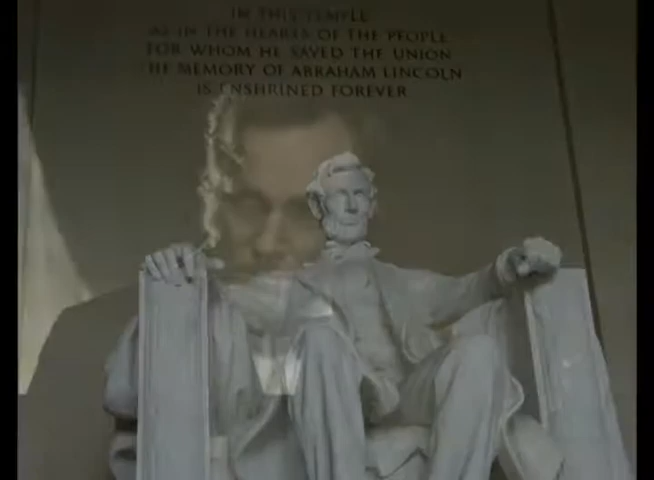 IN THIS TEMPLE
AS IN THE HEARTS OF THE PEOPLE
FOR WHOM HE SAVED THE UNION
THE MEMORY OF ABRAHAM LINCOLN
IS ENSHRINED FOREVER